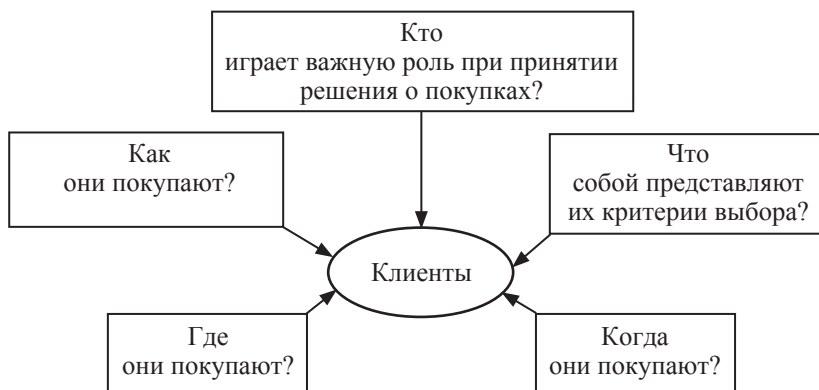 Кто
играет важную роль при принятии
решения о покупках?
Как
они покупают?
Что
собой представляют
их критерии выбора?
Клиенты
Где
они покупают?
Когда
они покупают?